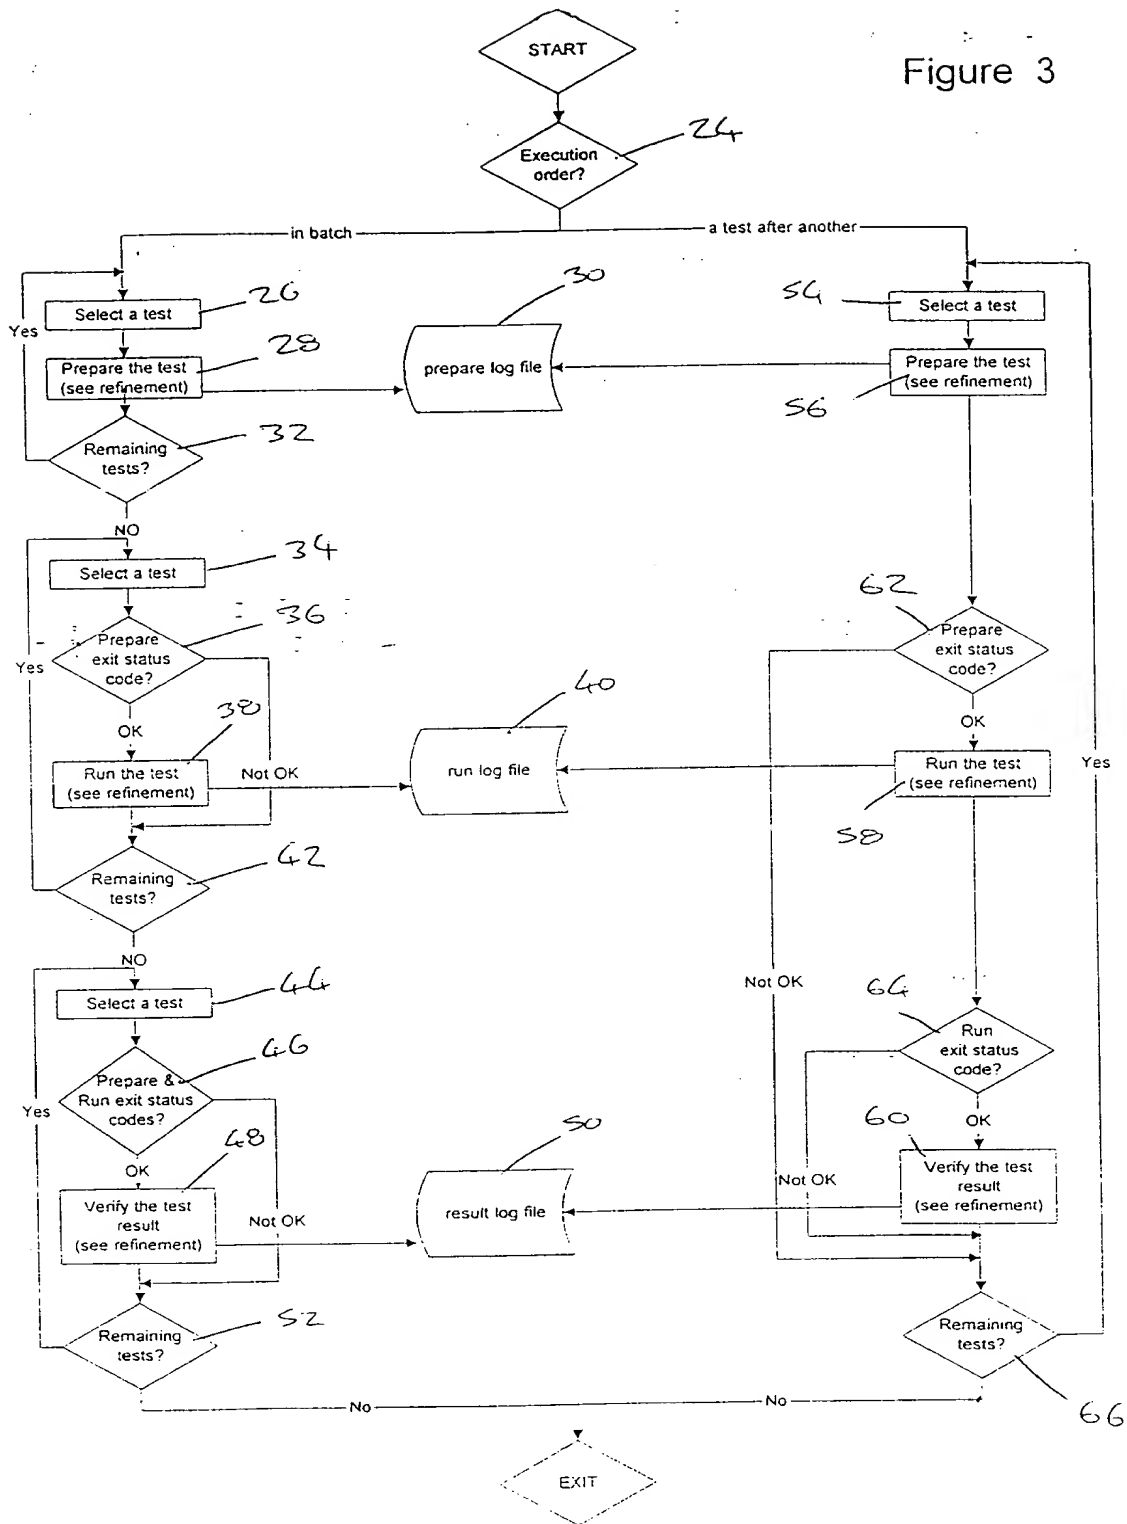 START
Figure 3
24
Execution
order?
in batch
a test after another
26
30
54
Select a test
Select a test
Yes
28
Prepare the test
(see refinement)
prepare log file
Prepare the test
(see refinement)
56
32
Remaining
tests?
NO
34
Select a test
62
36
Prepare
exit status
code?
Prepare
exit status
code?
Yes
40
38
OK
OK
Run the test
(see refinement)
Not OK
run log file
Run the test
(see refinement)
Yes
58
42
Remaining
tests?
NO
44
Select a test
Not OK
64
46
Run
exit status
code?
Prepare &
Run exit status
codes?
Yes
48
50
60
OK
OK
Verify the test
result
(see refinement)
Not OK
result log file
Not OK
Verify the test
result
(see refinement)
52
Remaining
tests?
Remaining
tests?
No
No
66
EXIT